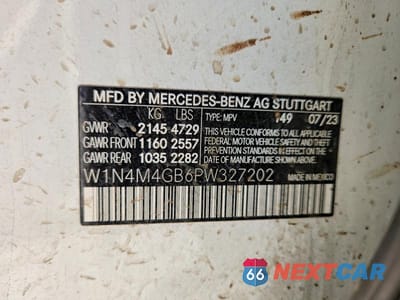 MFD BY MERCEDES-BENZ AG STUTTGART
KG LBS TYPE: MPV 149 07/23
GVWR 2145 4729
GAWR FRONT 1160 2557
GAWR REAR 1035 2282
THIS VEHICLE CONFORMS TO ALL APPLICABLE
FEDERAL MOTOR VEHICLE SAFETY AND
THEFT PREVENTION STANDARDS IN EFFECT
ON THE DATE OF MANUFACTURE SHOWN ABOVE.
W1N4M4GB6PW327202
MADE IN MEXICO
66 NEXTCAR